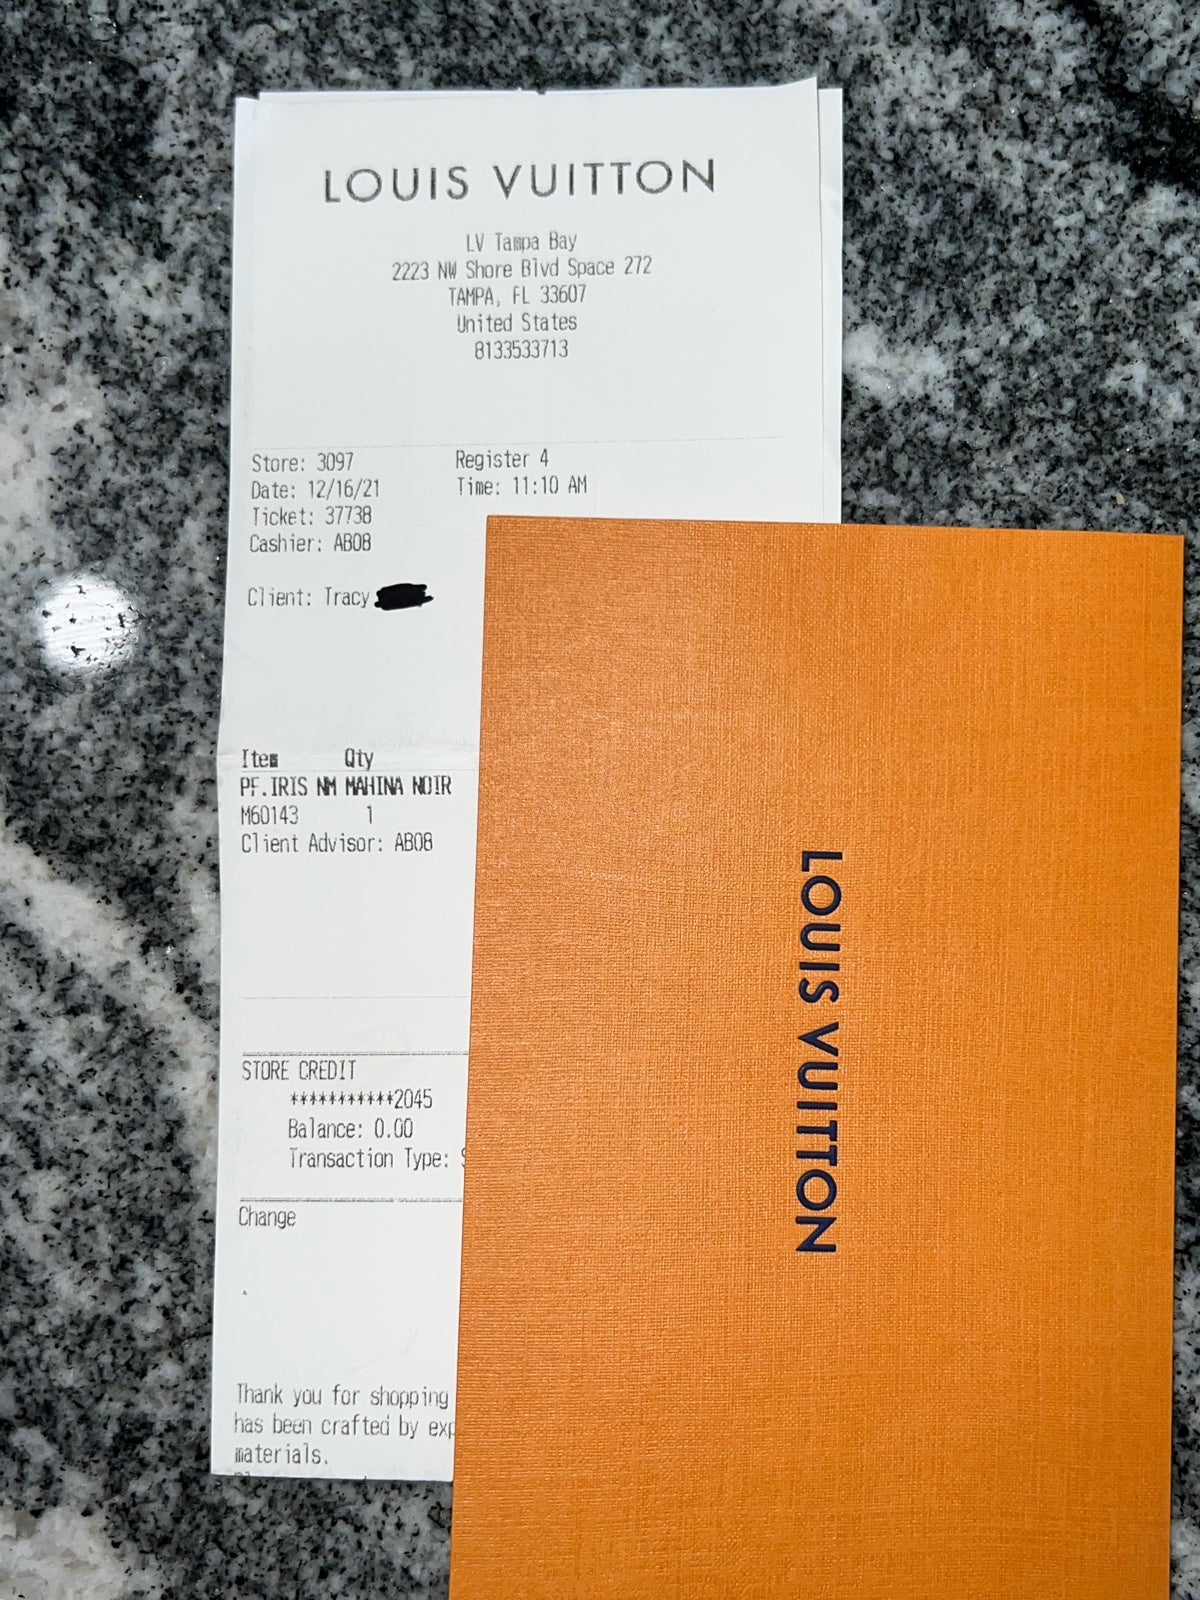 LOUIS VUITTON
LV Tampa Bay
2223 NW Shore Blvd Space 272
TAMPA, FL 33607
United States
8133533713
Store: 3097 Register 4
Date: 12/16/21 Time: 11:10 AM
Ticket: 37738
Cashier: AB08
Client: Tracy
Item Qty
PF.IRIS NM MAHINA NOIR
M60143 1
Client Advisor: AB08
STORE CREDIT
***********2045
Balance: 0.00
Transaction Type:
Change
Thank you for shopping
has been crafted by exp
materials.
LOUIS VUITTON